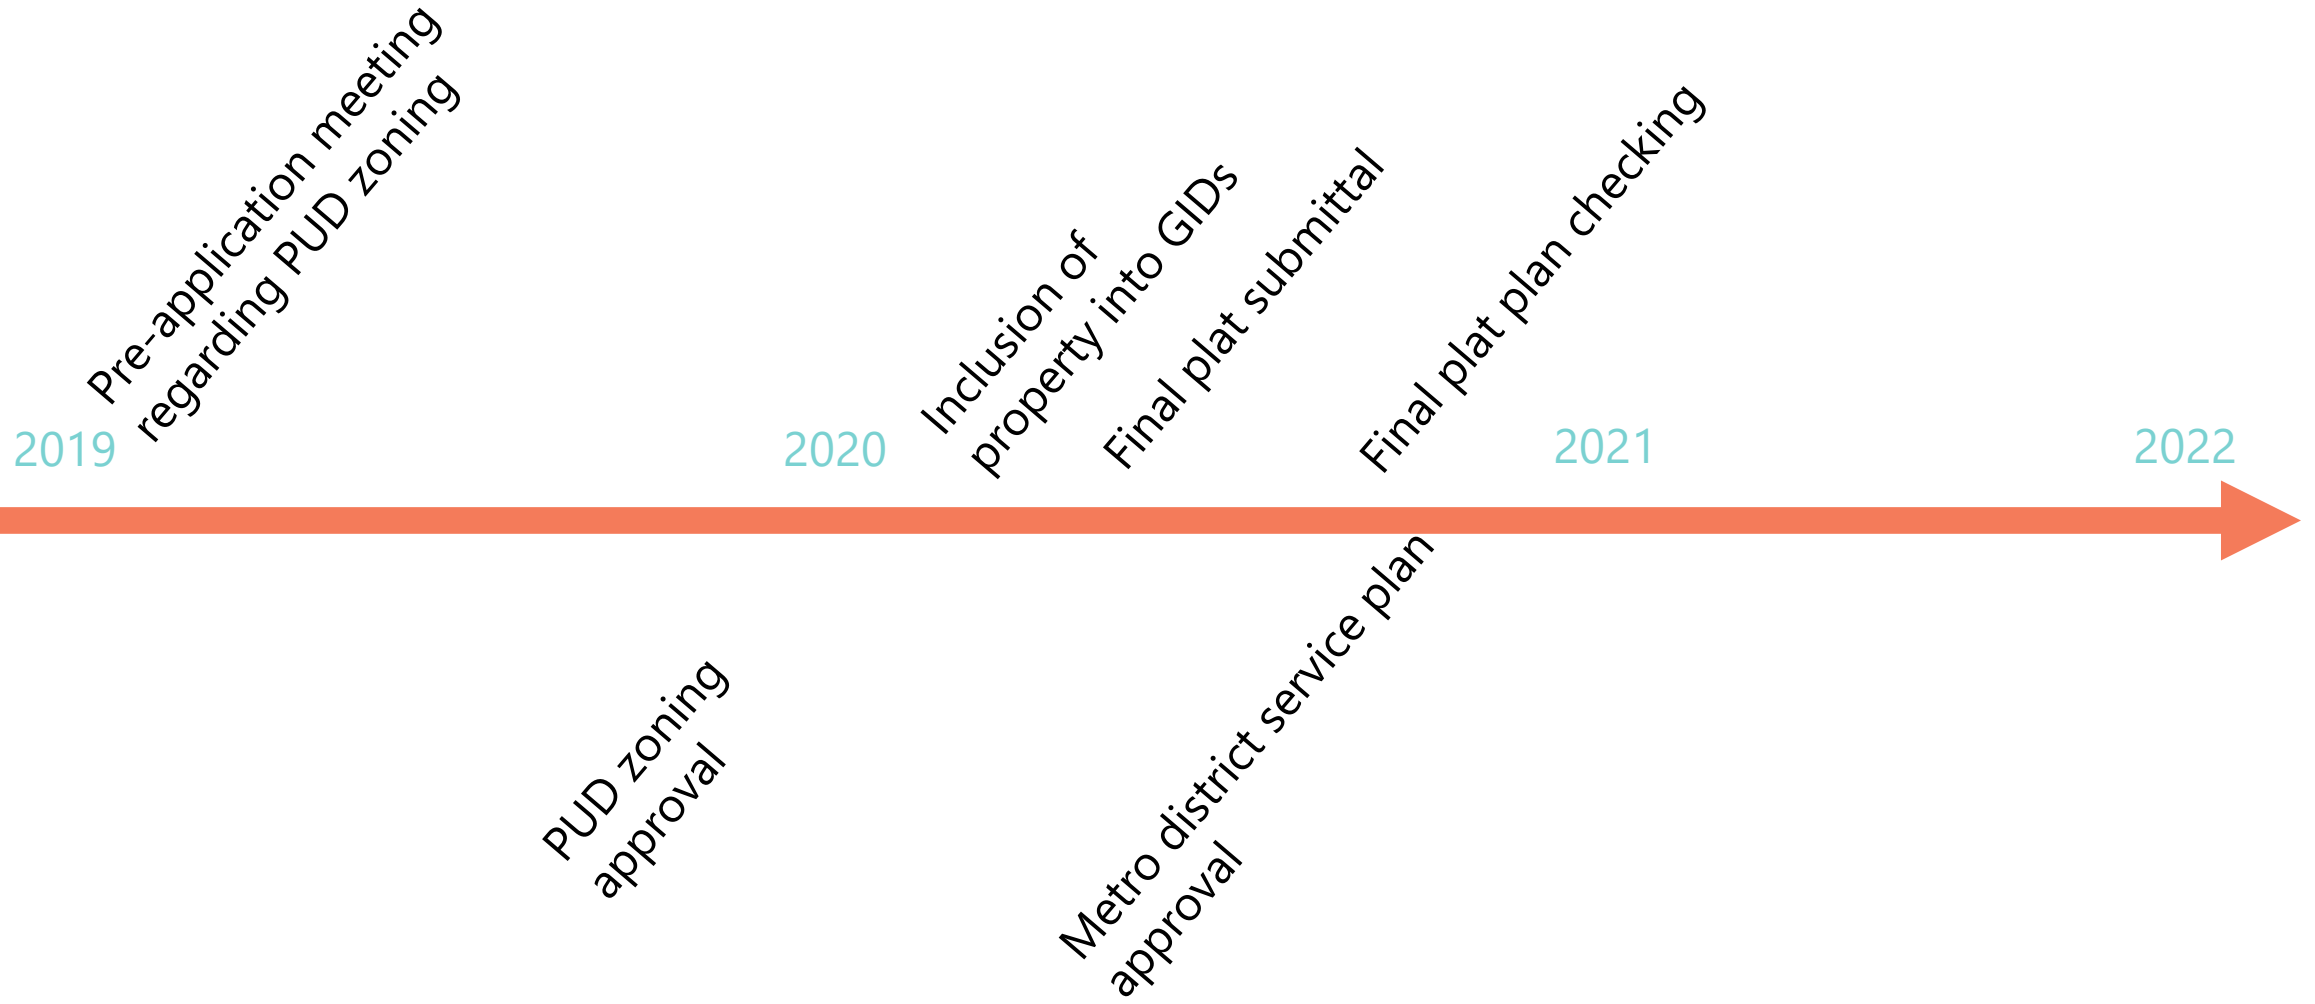 Pre-application meeting
regarding PUD zoning
Inclusion of
property into GIDs
Final plat submittal
Final plat plan checking
2019
2020
2021
2022
PUD zoning
approval
Metro district service plan
approval